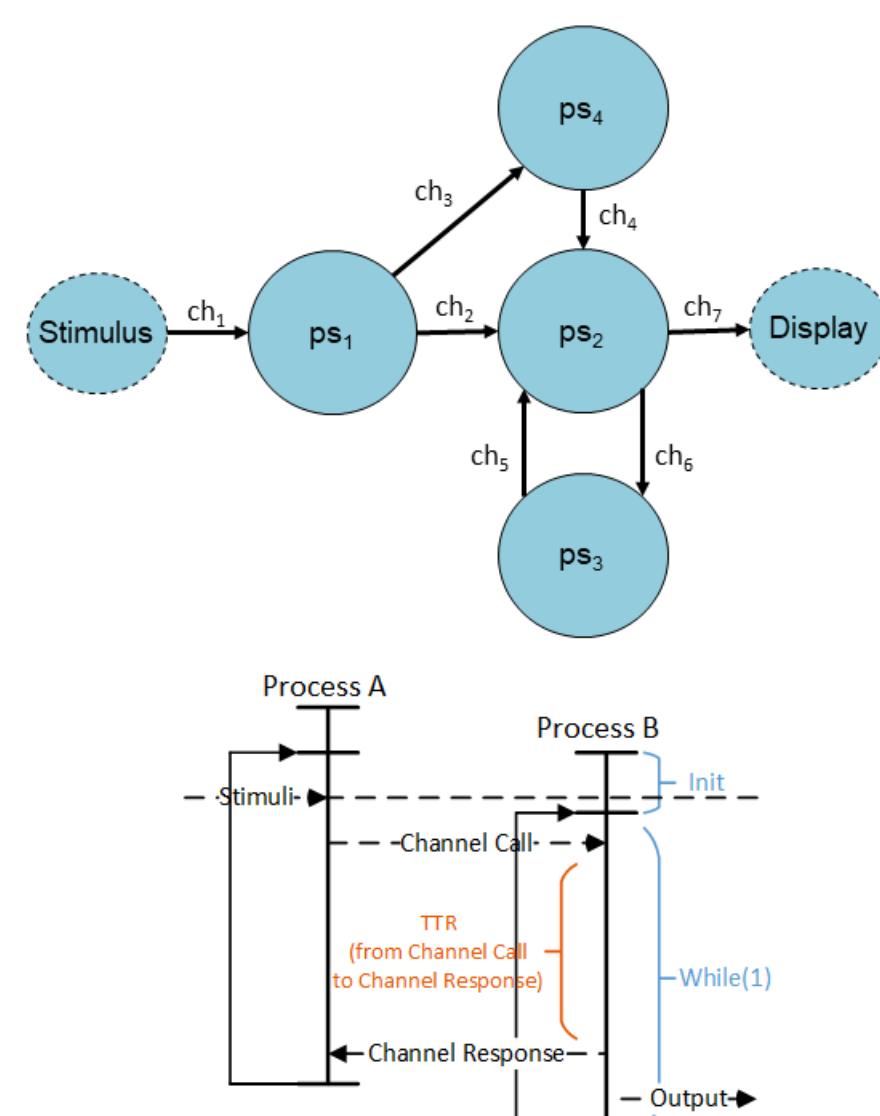 ps₄
ch₃
ch₄
Stimulus
ch₁
ps₁
ch₂
ps₂
ch₇
Display
ch₅
ch₆
ps₃
Process A
Process B
Init
Stimuli
Channel Call
TTR
(from Channel Call
to Channel Response)
While(1)
Channel Response
Output